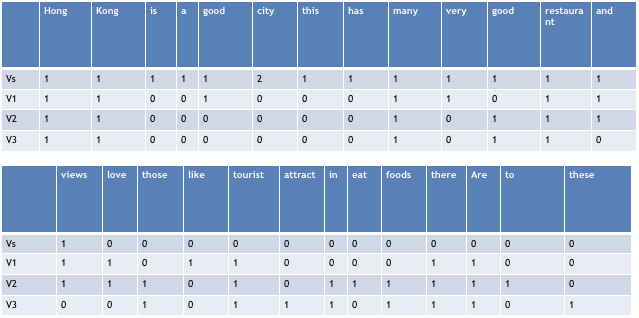 Hong Kong is a good city this has many very good restaura and
nt
Vs 1 1 1 1 1 2 1 1 1 1 1 1 1
V1 1 1 0 0 1 0 0 0 1 1 0 1 1
V2 1 1 0 0 0 0 0 0 1 0 1 1 1
V3 1 1 0 0 0 0 0 0 1 0 1 1 0
views love those like tourist attract in eat foods there Are to these
Vs 1 0 0 0 0 0 0 0 0 0 0 0 0
V1 1 1 0 1 1 0 0 0 0 1 1 0 0
V2 1 1 1 0 1 0 1 1 1 1 1 1 0
V3 0 0 1 0 1 1 1 0 1 1 1 0 1